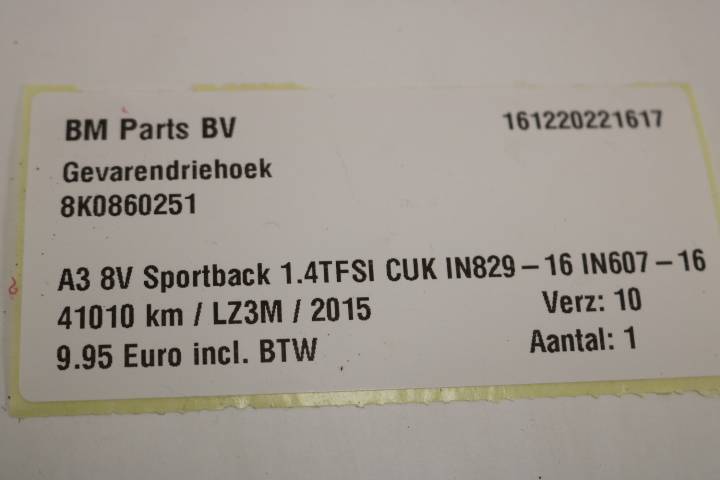 BM Parts BV 161220221617
Gevarendriehoek
8K0860251
A3 8V Sportback 1.4TFSI CUK IN829-16 IN607-16
41010 km / LZ3M / 2015 Verz: 10
9.95 Euro incl. BTW Aantal: 1